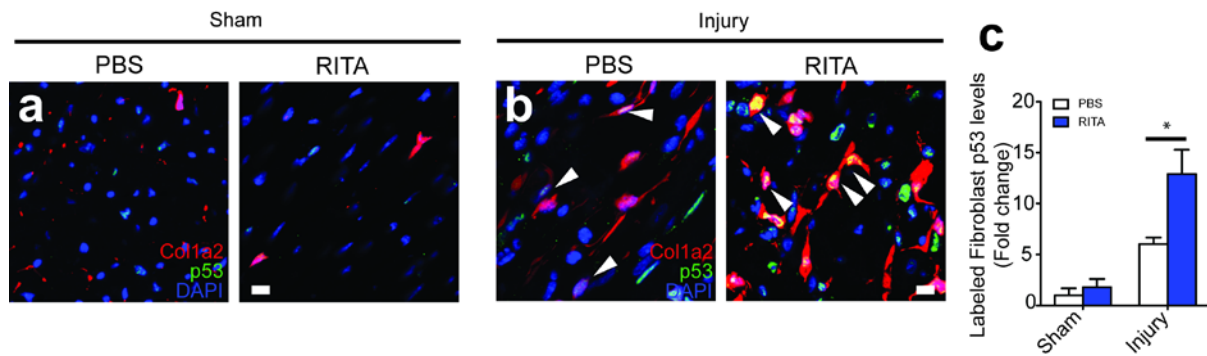 Sham
PBS
RITA
a
Col1a2
p53
DAPI
Injury
PBS
RITA
b
Col1a2
p53
DAPI
c
Labeled Fibroblast p53 levels
(Fold change)
20
15
10
5
0
PBS
RITA
*
Sham
Injury